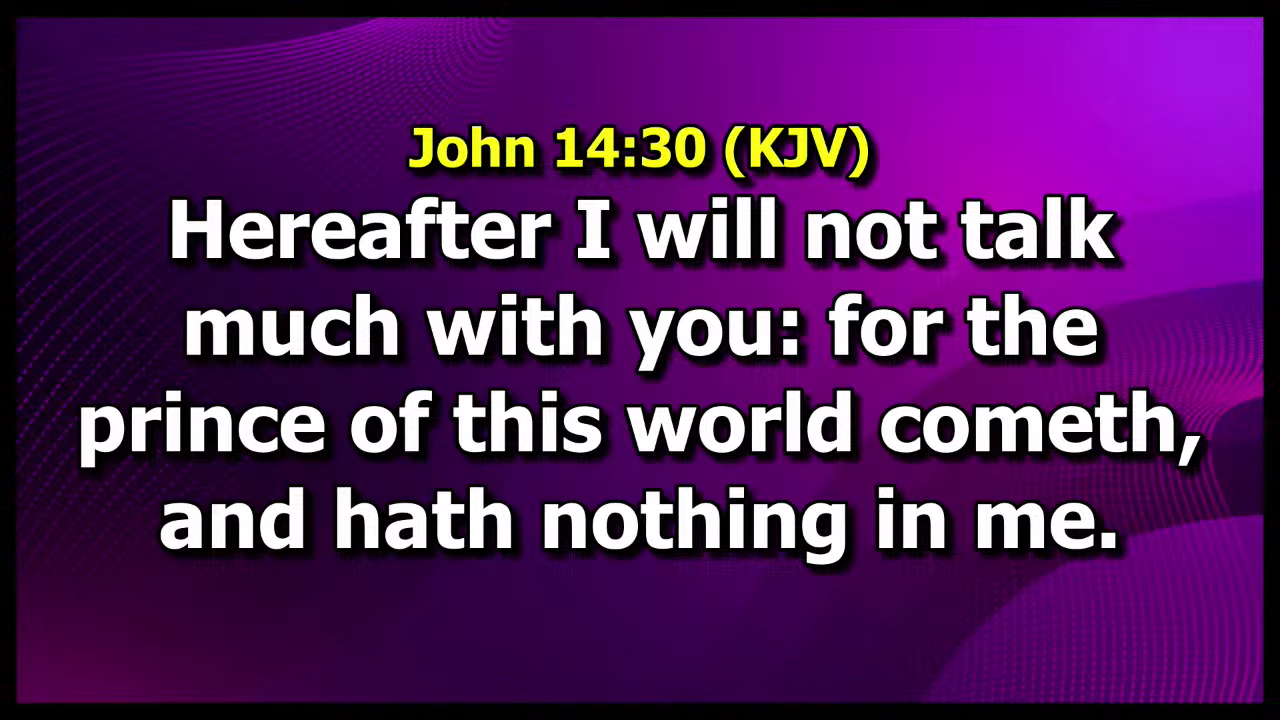 John 14:30 (KJV)
Hereafter I will not talk
much with you: for the
prince of this world cometh,
and hath nothing in me.